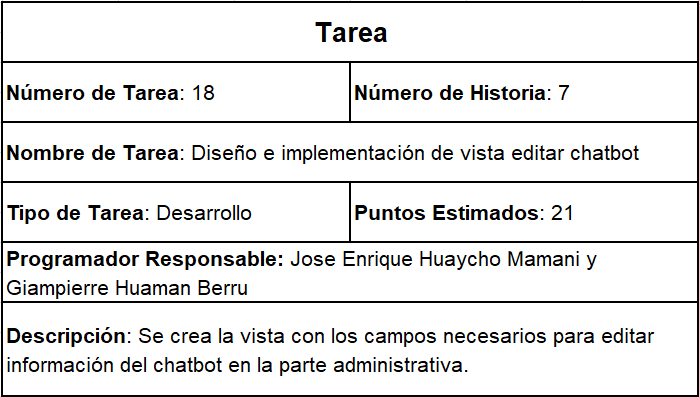 Tarea
Número de Tarea: 18
Número de Historia: 7
Nombre de Tarea: Diseño e implementación de vista editar chatbot
Tipo de Tarea: Desarrollo
Puntos Estimados: 21
Programador Responsable: Jose Enrique Huaycho Mamani y
Giampierre Huaman Berru
Descripción: Se crea la vista con los campos necesarios para editar
información del chatbot en la parte administrativa.